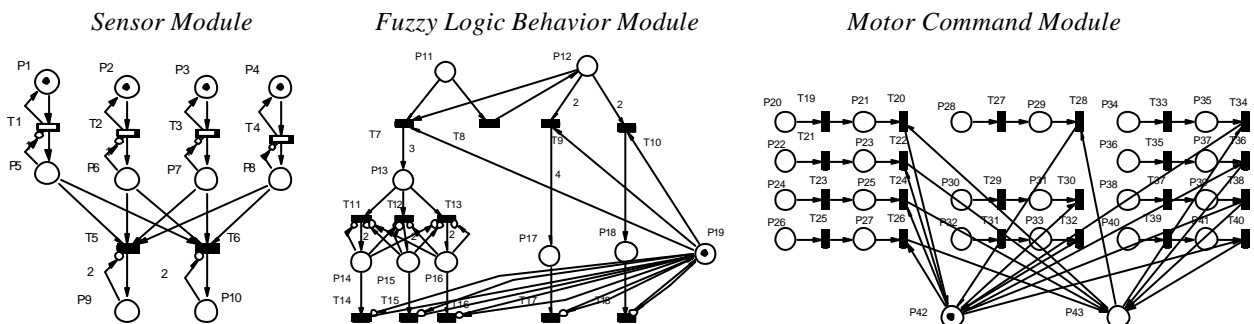 Sensor Module
Fuzzy Logic Behavior Module
Motor Command Module
P1 P2 P3 P4
T1 T2 T3 T4
P5 P6 P7 P8
T5 T6
2 2
P9 P10
P11 P12
2 2
T7 T8 T9 T10
3
4
P13
T11 T12 T13
2 2 2
P14 P15 P16
P17 P18 P19
T14 T15 T16 T17 T18
P20 T19 P21 T20 P28 T27 P29 T28 P34 T33 P35 T34
P22 T21 P23 T22 P36 T35 P37 T36
P24 T23 P25 T24 P30 T29 P31 T30 P38 T37 P39 T38
P26 T25 P27 T26 P32 T31 P33 T32 P40 T39 P41 T40
P42 P43